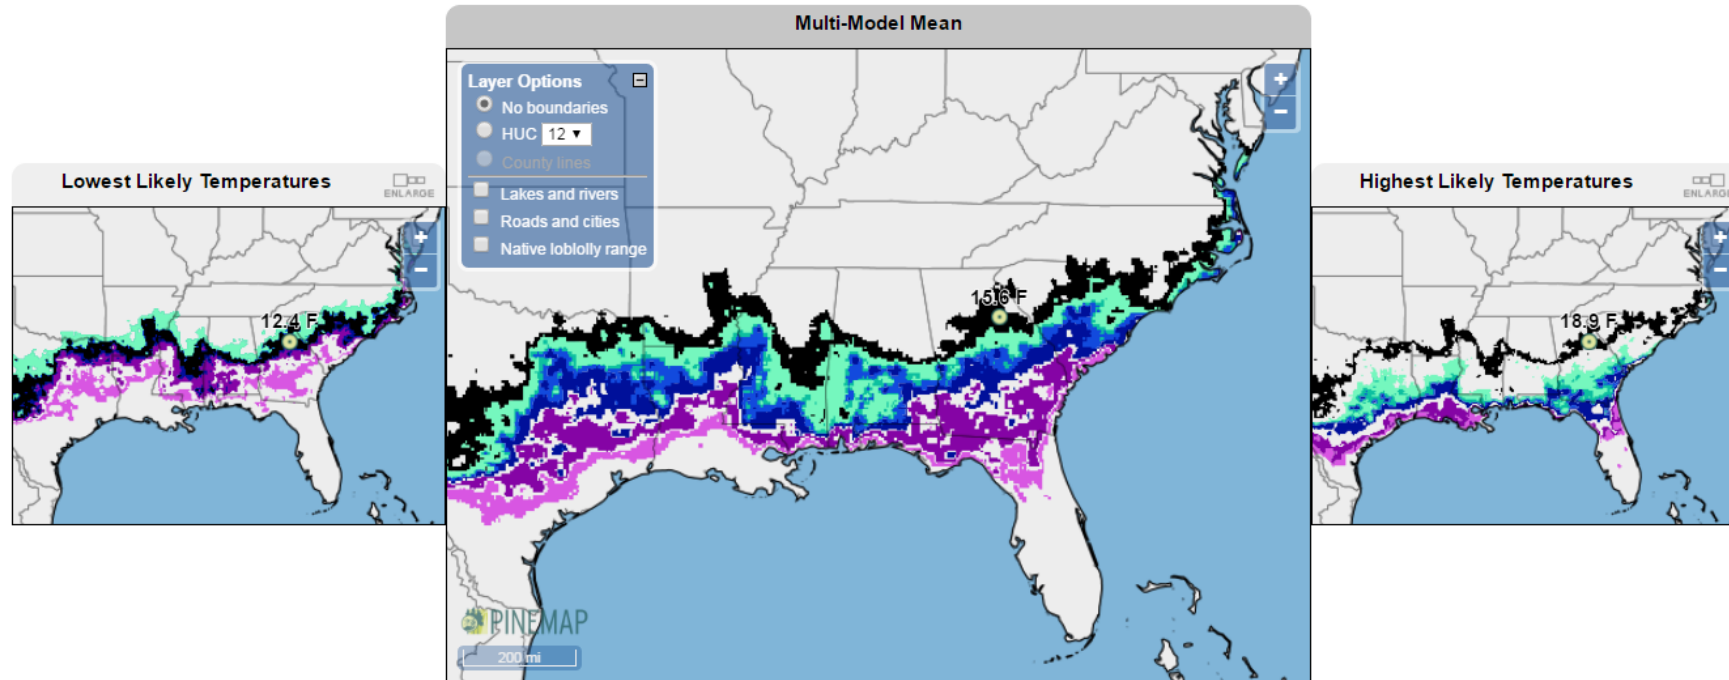 Multi-Model Mean
Layer Options
No boundaries
HUC 12 ▼
County lines
Lakes and rivers
Roads and cities
Native loblolly range
15.6 F
PINEMAP
200 mi
Lowest Likely Temperatures
ENLARGE
12.4 F
Highest Likely Temperatures
ENLARGE
18.9 F